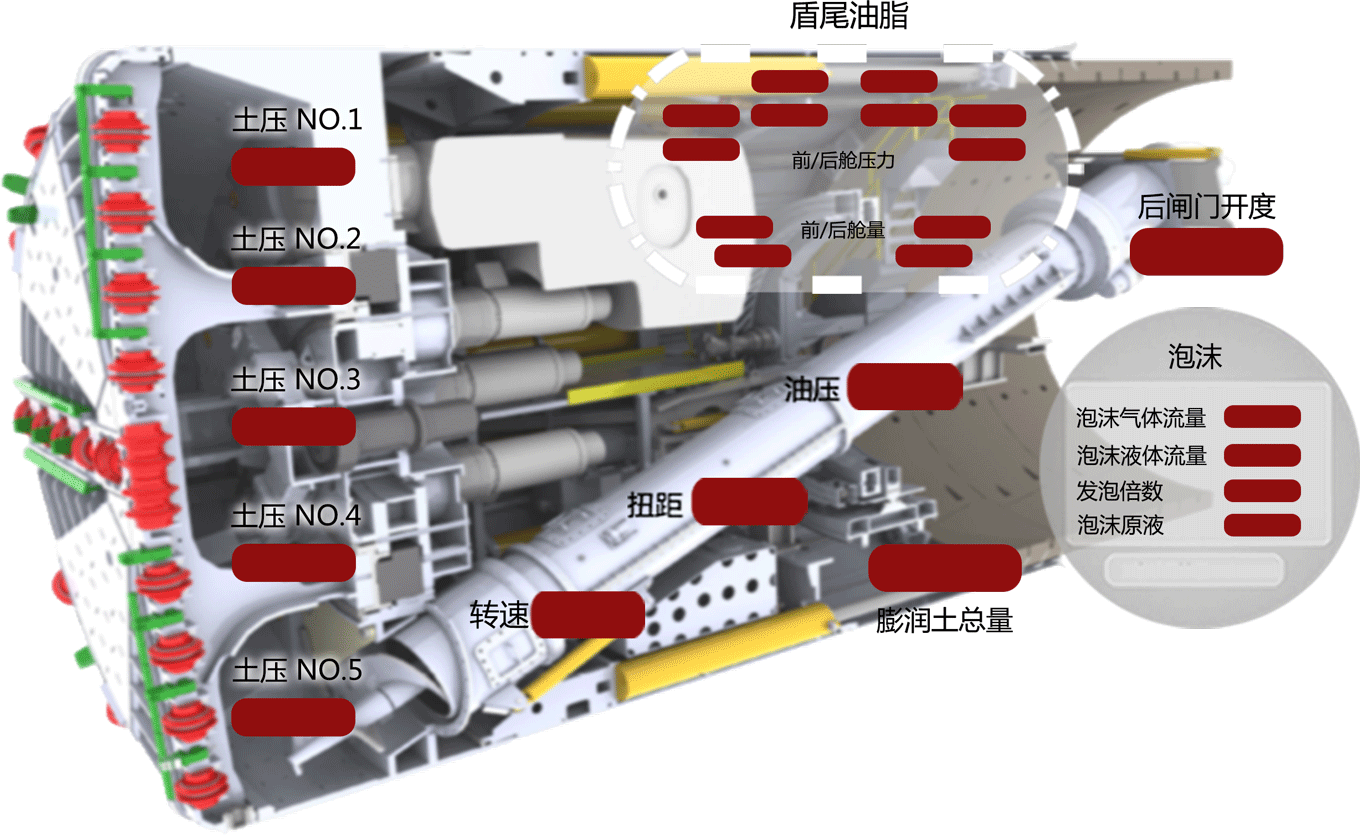 盾尾油脂
土压 NO.1
前/后舱压力
后闸门开度
土压 NO.2
前/后舱量
泡沫
土压 NO.3
油压
泡沫气体流量
泡沫液体流量
发泡倍数
泡沫原液
扭距
土压 NO.4
转速
膨润土总量
土压 NO.5